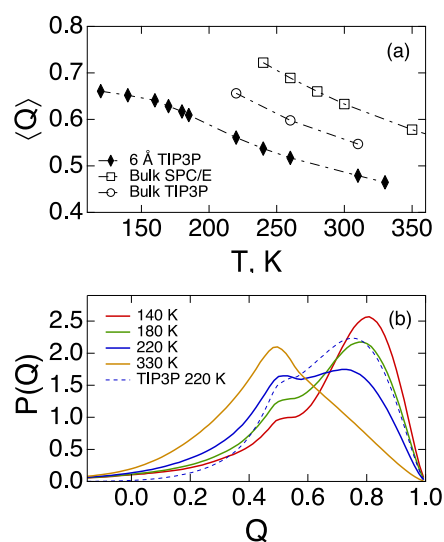 (a)
0.8
0.7
0.6
0.5
0.4
⟨Q⟩
6 Å TIP3P
Bulk SPC/E
Bulk TIP3P
150 200 250 300 350
T, K
(b)
2.5
2.0
1.5
1.0
0.5
0.0
P(Q)
140 K
180 K
220 K
330 K
TIP3P 220 K
0.0 0.2 0.4 0.6 0.8 1.0
Q